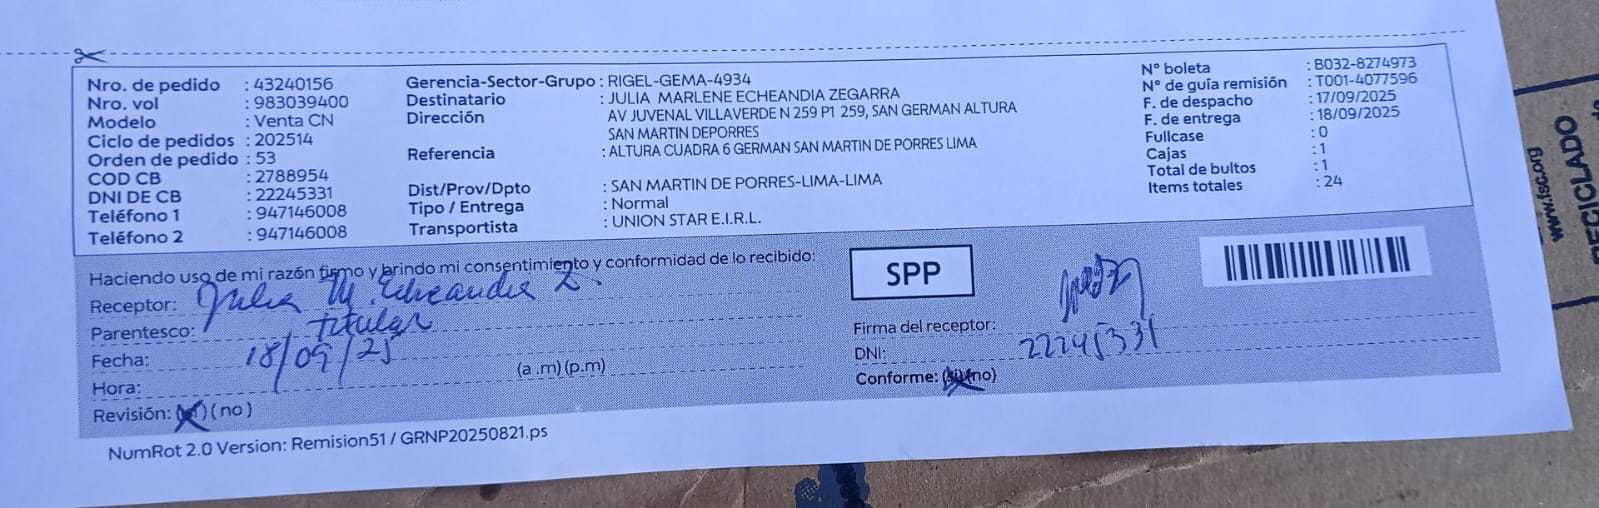 Nro. de pedido : 43240156
Nro. vol : 983039400
Modelo : Venta CN
Ciclo de pedidos : 202514
Orden de pedido : 53
COD CB : 2788954
DNI DE CB : 22245331
Teléfono 1 : 947146008
Teléfono 2 : 947146008
Gerencia-Sector-Grupo : RIGEL-GEMA-4934
Destinatario : JULIA MARLENE ECHEANDIA ZEGARRA
Dirección : AV JUVENAL VILLAVERDE N 259 P1 259, SAN GERMAN ALTURA
SAN MARTIN DEPORRES
Referencia : ALTURA CUADRA 6 GERMAN SAN MARTIN DE PORRES LIMA
Dist/Prov/Dpto : SAN MARTIN DE PORRES-LIMA-LIMA
Tipo / Entrega : Normal
Transportista : UNION STAR E.I.R.L.
N° boleta : B032-8274973
N° de guía remisión : T001-4077596
F. de despacho : 17/09/2025
F. de entrega : 18/09/2025
Fullcase : 0
Cajas : 1
Total de bultos : 1
Items totales : 24
Haciendo uso de mi razón firmo y brindo mi consentimiento y conformidad de lo recibido:
Receptor: Julia M. Echeandia Z.
Parentesco: titular
Fecha: 18/09/25
Hora: (a .m) (p.m)
Revisión: (si) ( no )
SPP
Firma del receptor:
DNI: 22245331
Conforme: (si) (no)
NumRot 2.0 Version: Remision51 / GRNP20250821.ps
www.fsc.org
RECICLADO